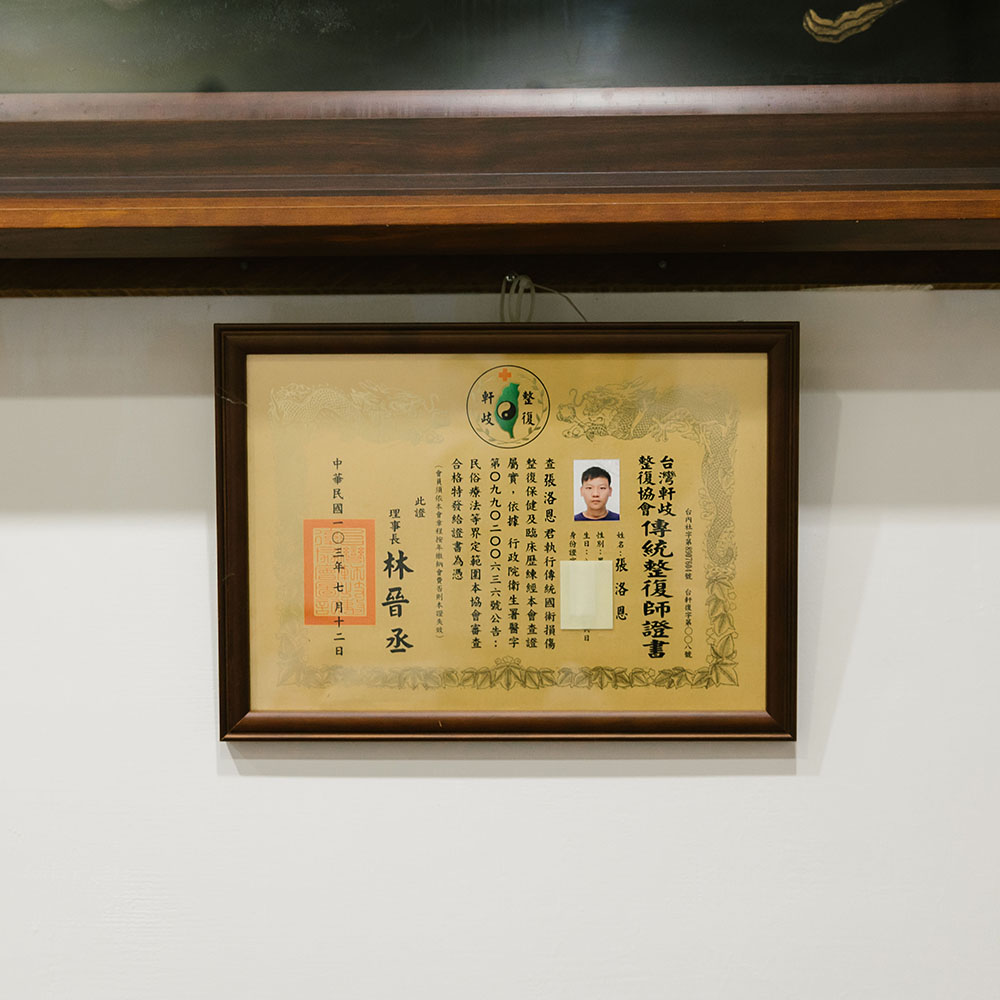 軒岐 整復
台內社字第8907704號 台軒復字第〇〇八號
台灣軒岐
整復協會
傳統整復師證書
姓名：張洛恩
性別：
生日：
身份證
日
查張洛恩君執行傳統國術損傷
整復保健及臨床歷練經本會查證
屬實，依據 行政院衛生署醫字
第〇九九〇二〇〇六三六號公告：
民俗療法等界定範圍本協會審查
合格特發給證書為憑
（會員須依本會章程按年繳納會費否則本證失效）
此證
理事長 林晉丞
中華民國一〇三年七月十二日